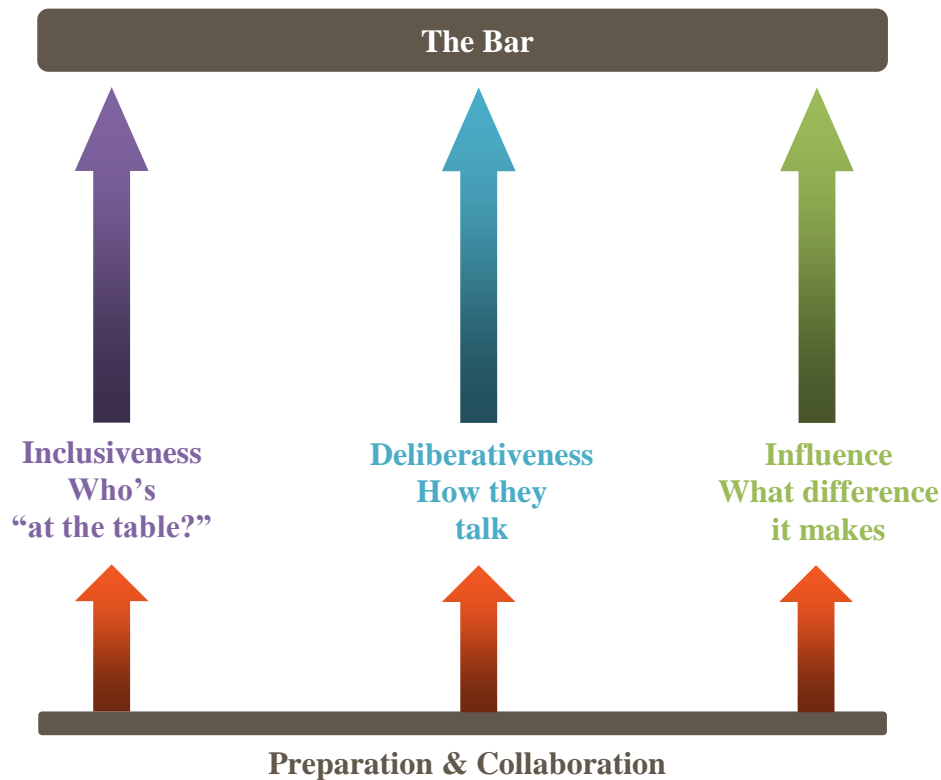 The Bar
Inclusiveness
Who’s
“at the table?”
Deliberativeness
How they
talk
Influence
What difference
it makes
Preparation & Collaboration